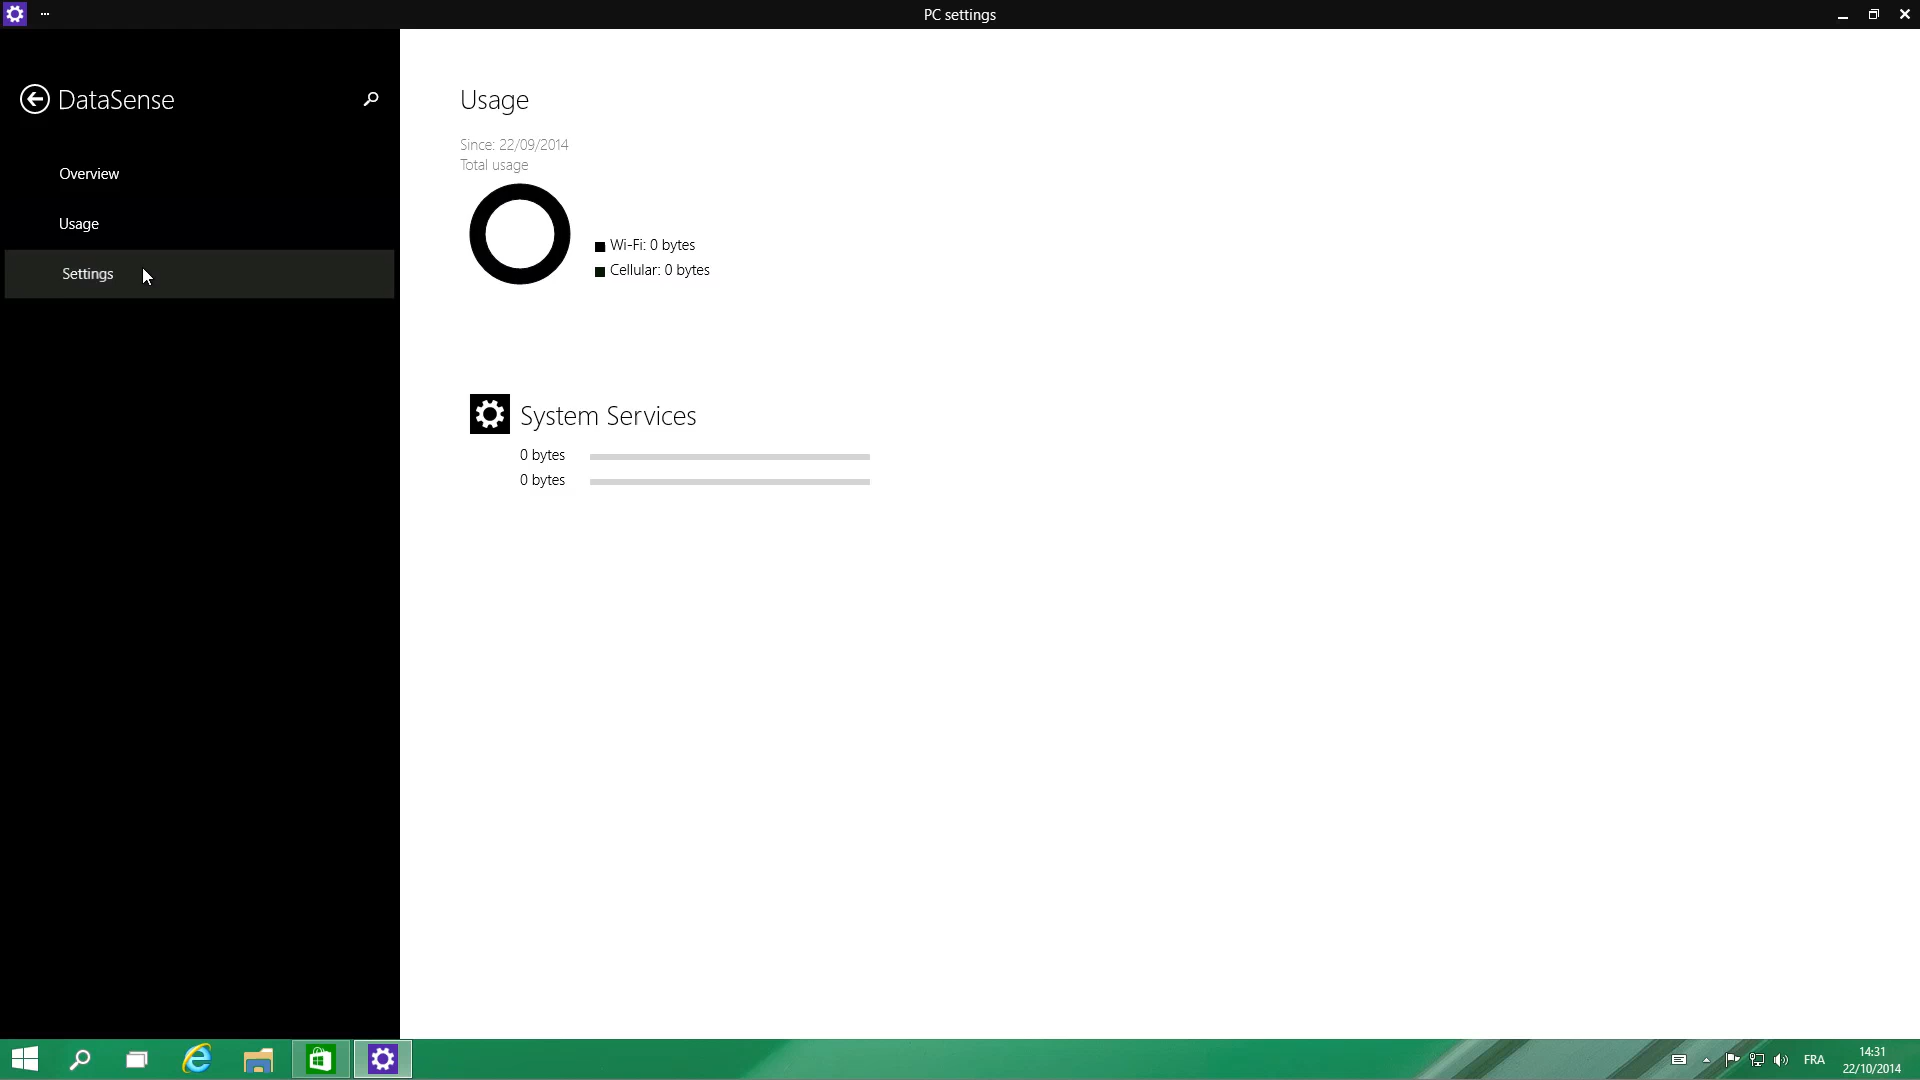 PC settings
DataSense
Overview
Usage
Settings
Usage
Since: 22/09/2014
Total usage
Wi-Fi: 0 bytes
Cellular: 0 bytes
System Services
0 bytes
0 bytes
FRA
14:31
22/10/2014